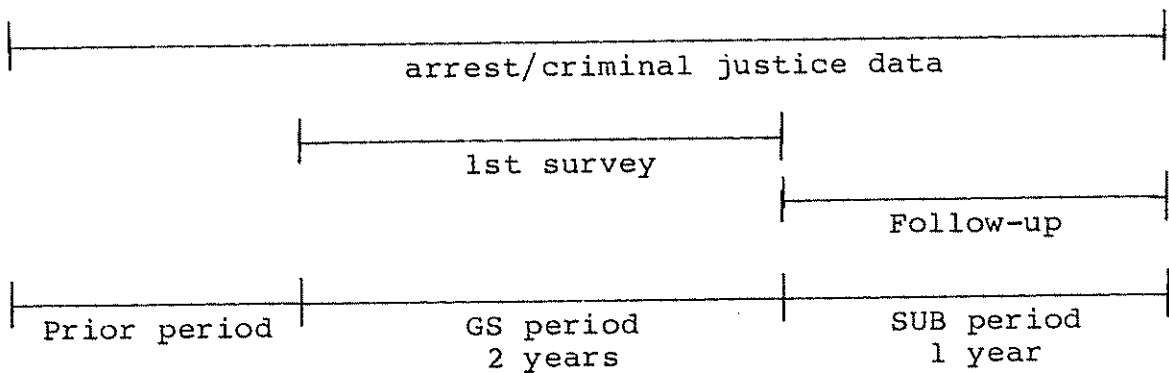 arrest/criminal justice data
1st survey
Follow-up
Prior period GS period SUB period
2 years 1 year